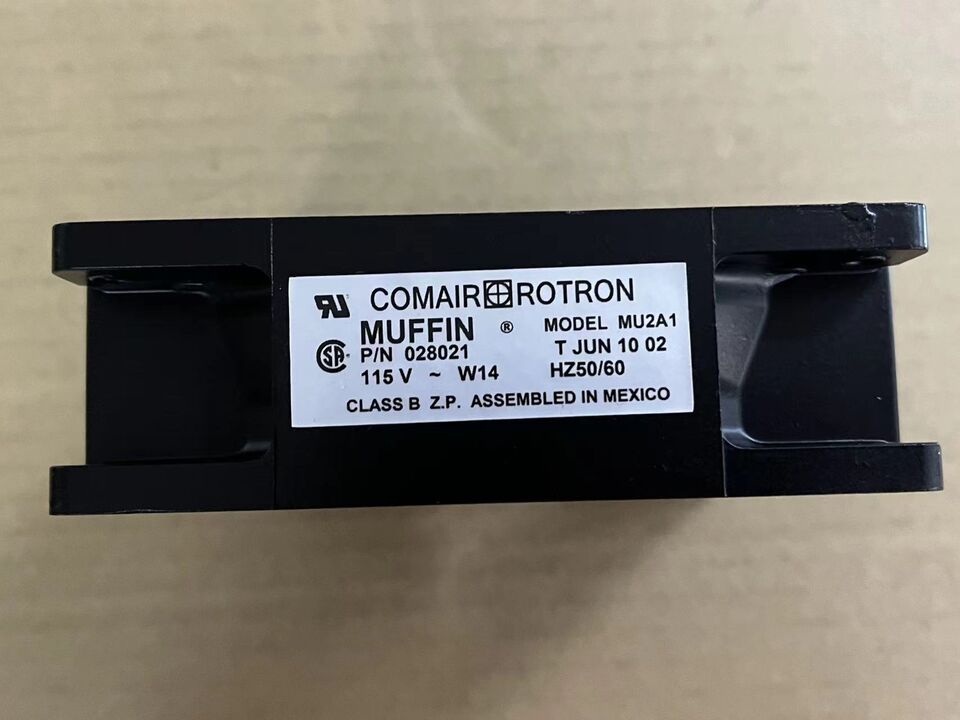 COMAIR ROTRON
MUFFIN ® MODEL MU2A1
P/N 028021 T JUN 10 02
115 V ~ W14 HZ50/60
CLASS B Z.P. ASSEMBLED IN MEXICO